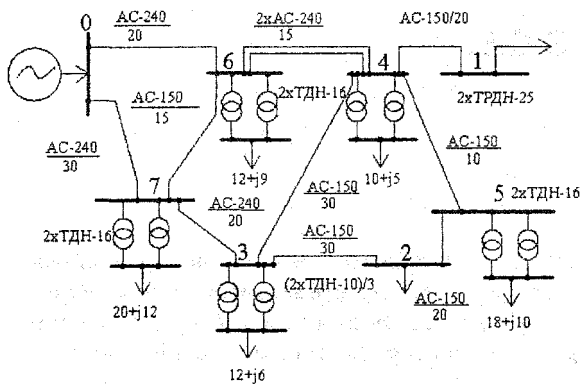 АС-240
20
0
2хАС-240
15
АС-150/20
6
4
1
2хТДН-16
2хТРДН-25
АС-150
15
АС-240
30
12+j9
10+j5
АС-150
10
7
АС-240
20
АС-150
30
5
2хТДН-16
2хТДН-16
3
АС-150
30
2
(2хТДН-10)/3
АС-150
20
20+j12
18+j10
12+j6